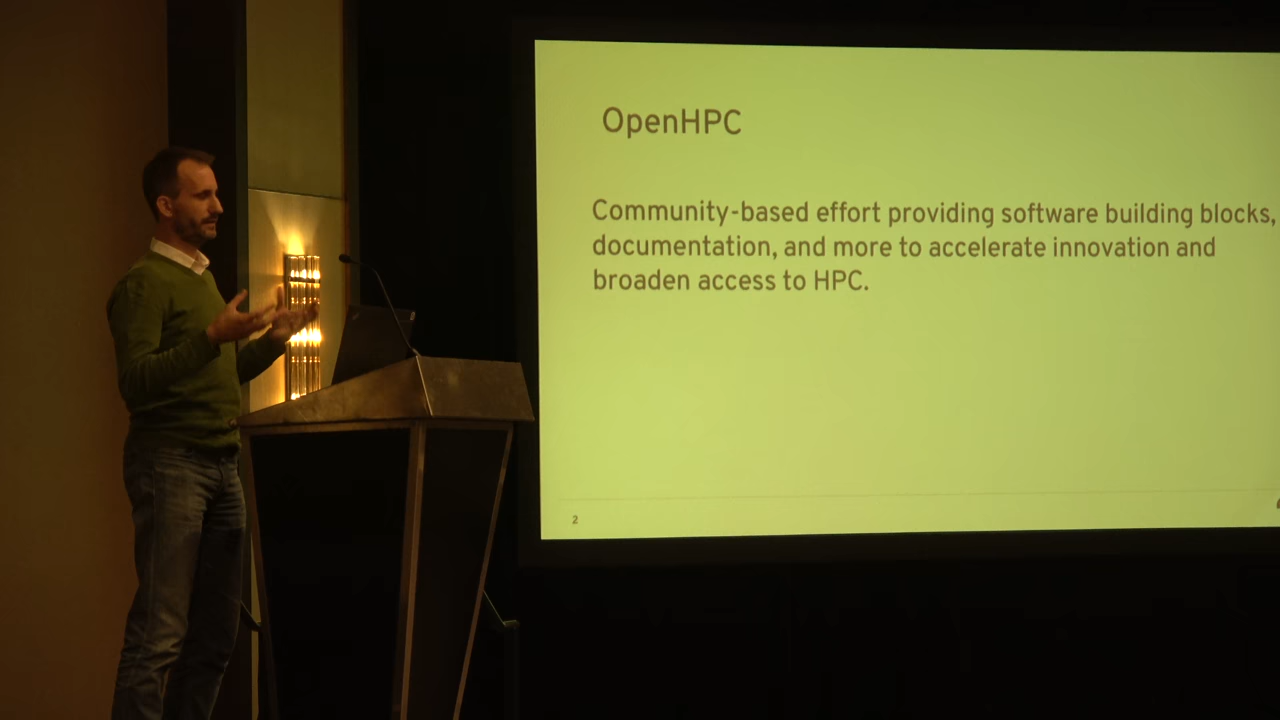 OpenHPC
Community-based effort providing software building blocks,
documentation, and more to accelerate innovation and
broaden access to HPC.
2